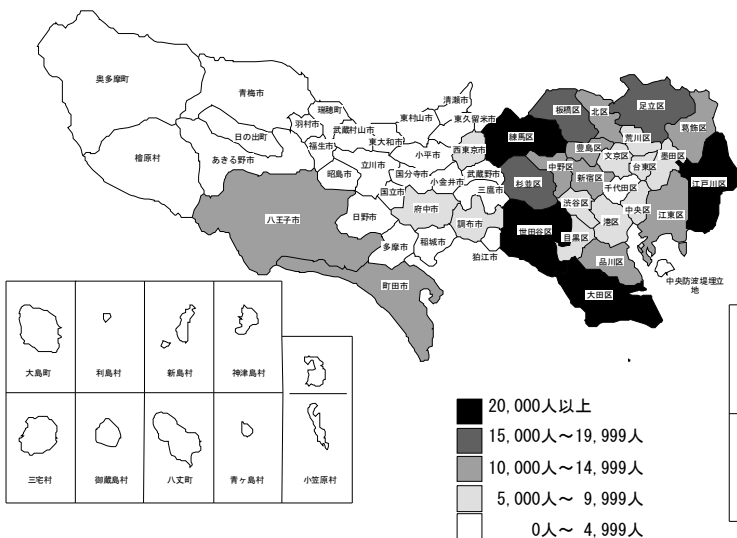 奥多摩町
青梅市
瑞穂町
羽村市
日の出町
福生市
武蔵村山市
東大和市
東村山市
清瀬市
東久留米市
檜原村
あきる野市
昭島市
立川市
小平市
西東京市
国分寺市
小金井市
武蔵野市
三鷹市
国立市
八王子市
日野市
府中市
調布市
多摩市
稲城市
狛江市
町田市
板橋区
北区
足立区
葛飾区
練馬区
豊島区
荒川区
文京区
台東区
墨田区
中野区
杉並区
新宿区
千代田区
江戸川区
渋谷区
中央区
江東区
港区
世田谷区
目黒区
品川区
大田区
中央防波堤埋立
地
大島町
利島村
新島村
神津島村
三宅村
御蔵島村
八丈町
青ヶ島村
小笠原村
20,000人以上
15,000人～19,999人
10,000人～14,999人
5,000人～ 9,999人
0人～ 4,999人